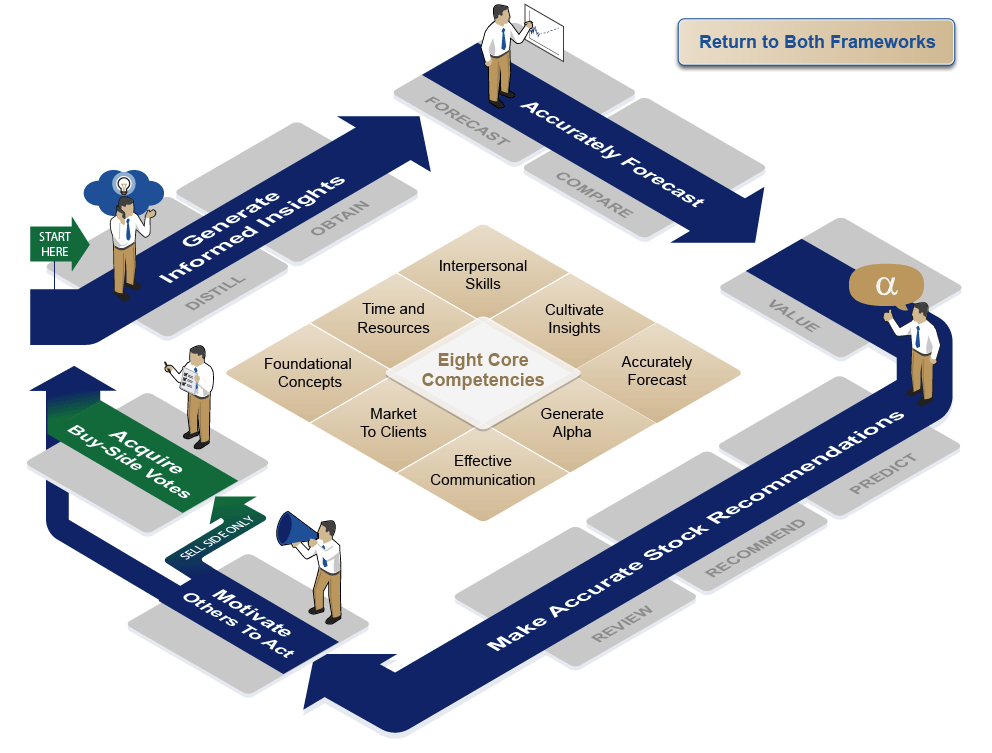 Return to Both Frameworks
START
HERE
Generate
Informed Insights
DISTILL
OBTAIN
Accurately Forecast
FORECAST
COMPARE
VALUE
α
Make Accurate Stock Recommendations
PREDICT
RECOMMEND
REVIEW
Motivate
Others To Act
SELL SIDE ONLY
Acquire
Buy-Side Votes
Eight Core
Competencies
Interpersonal
Skills
Cultivate
Insights
Accurately
Forecast
Generate
Alpha
Effective
Communication
Market
To Clients
Foundational
Concepts
Time and
Resources